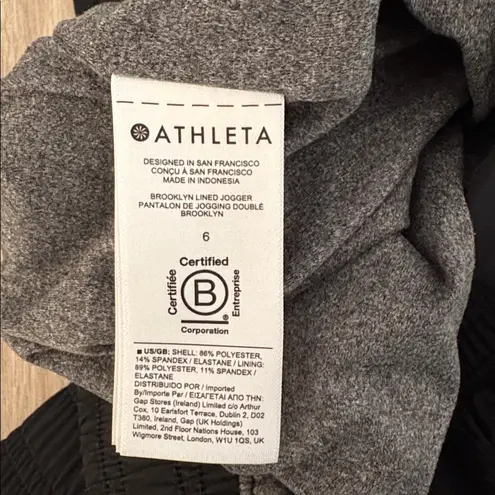 ATHLETA
DESIGNED IN SAN FRANCISCO
CONÇU À SAN FRANCISCO
MADE IN INDONESIA
BROOKLYN LINED JOGGER
PANTALON DE JOGGING DOUBLÉ
BROOKLYN
6
Certified
Certifiée
B
Entreprise
®
Corporation
■ US/GB: SHELL: 86% POLYESTER,
14% SPANDEX / ELASTANE / LINING:
89% POLYESTER, 11% SPANDEX /
ELASTANE
DISTRIBUIDO POR / Imported
By/Importe Par / ΕΙΣΑΓΕΤΑΙ ΑΠΟ ΤΗΝ:
Gap Stores (Ireland) Limited c/o Arthur
Cox, 10 Earlsfort Terrace, Dublin 2, D02
T380, Ireland, Gap (UK Holdings)
Limited, 2nd Floor Nations House, 103
Wigmore Street, London, W1U 1QS, UK